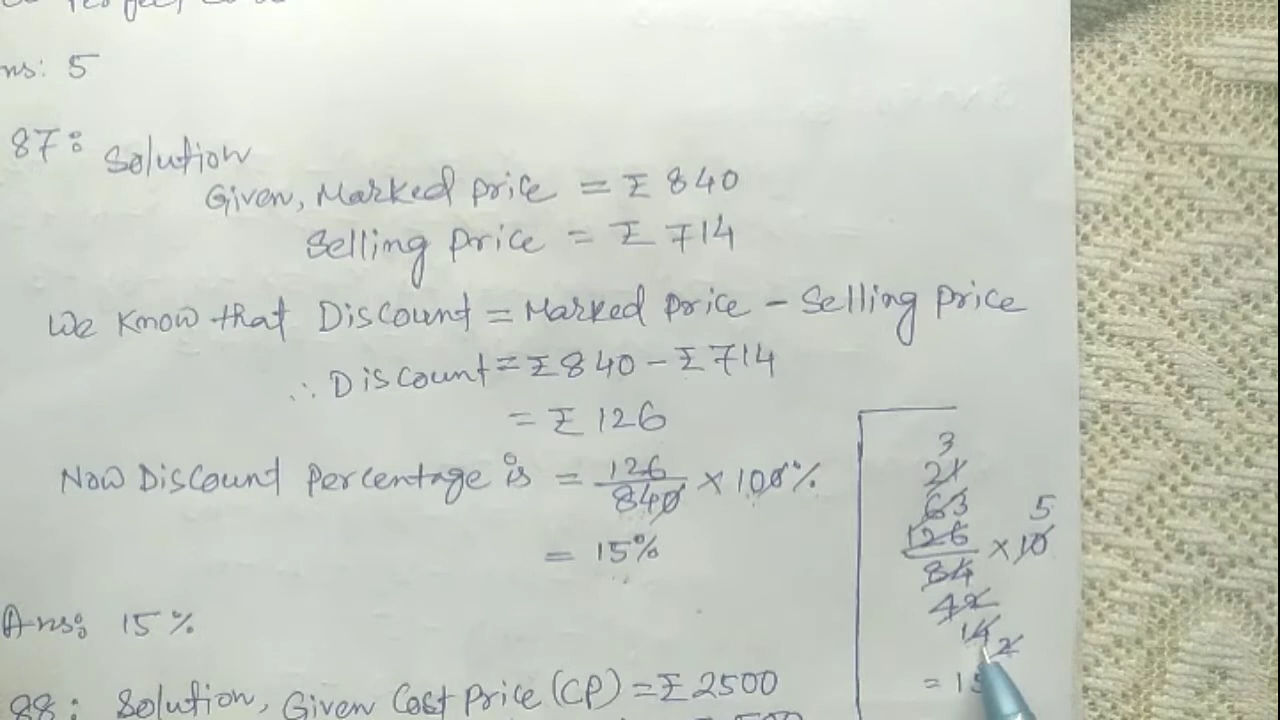 ns: 5
87: Solution
Given, Marked price = ₹ 840
Selling price = ₹ 714
We Know that Discount = Marked price - Selling price
∴ Discount = ₹840 - ₹714
= ₹ 126
Now Discount Percentage is = 126/840 × 100%
= 15%
3
21
63 5
126/84 × 10
42
14 2
= 15
Ans: 15%
88: Solution, Given Cost Price (CP) = ₹2500